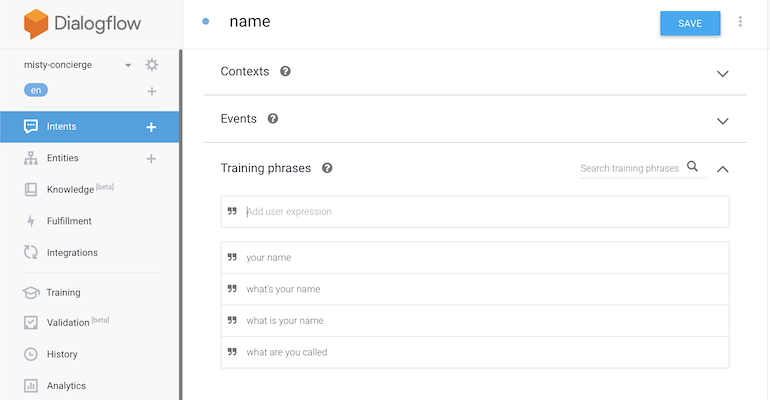 Dialogflow
misty-concierge
en
Intents
Entities
Knowledge [beta]
Fulfillment
Integrations
Training
Validation [beta]
History
Analytics
name
SAVE
Contexts
Events
Training phrases
Search training phrases
Add user expression
your name
what's your name
what is your name
what are you called